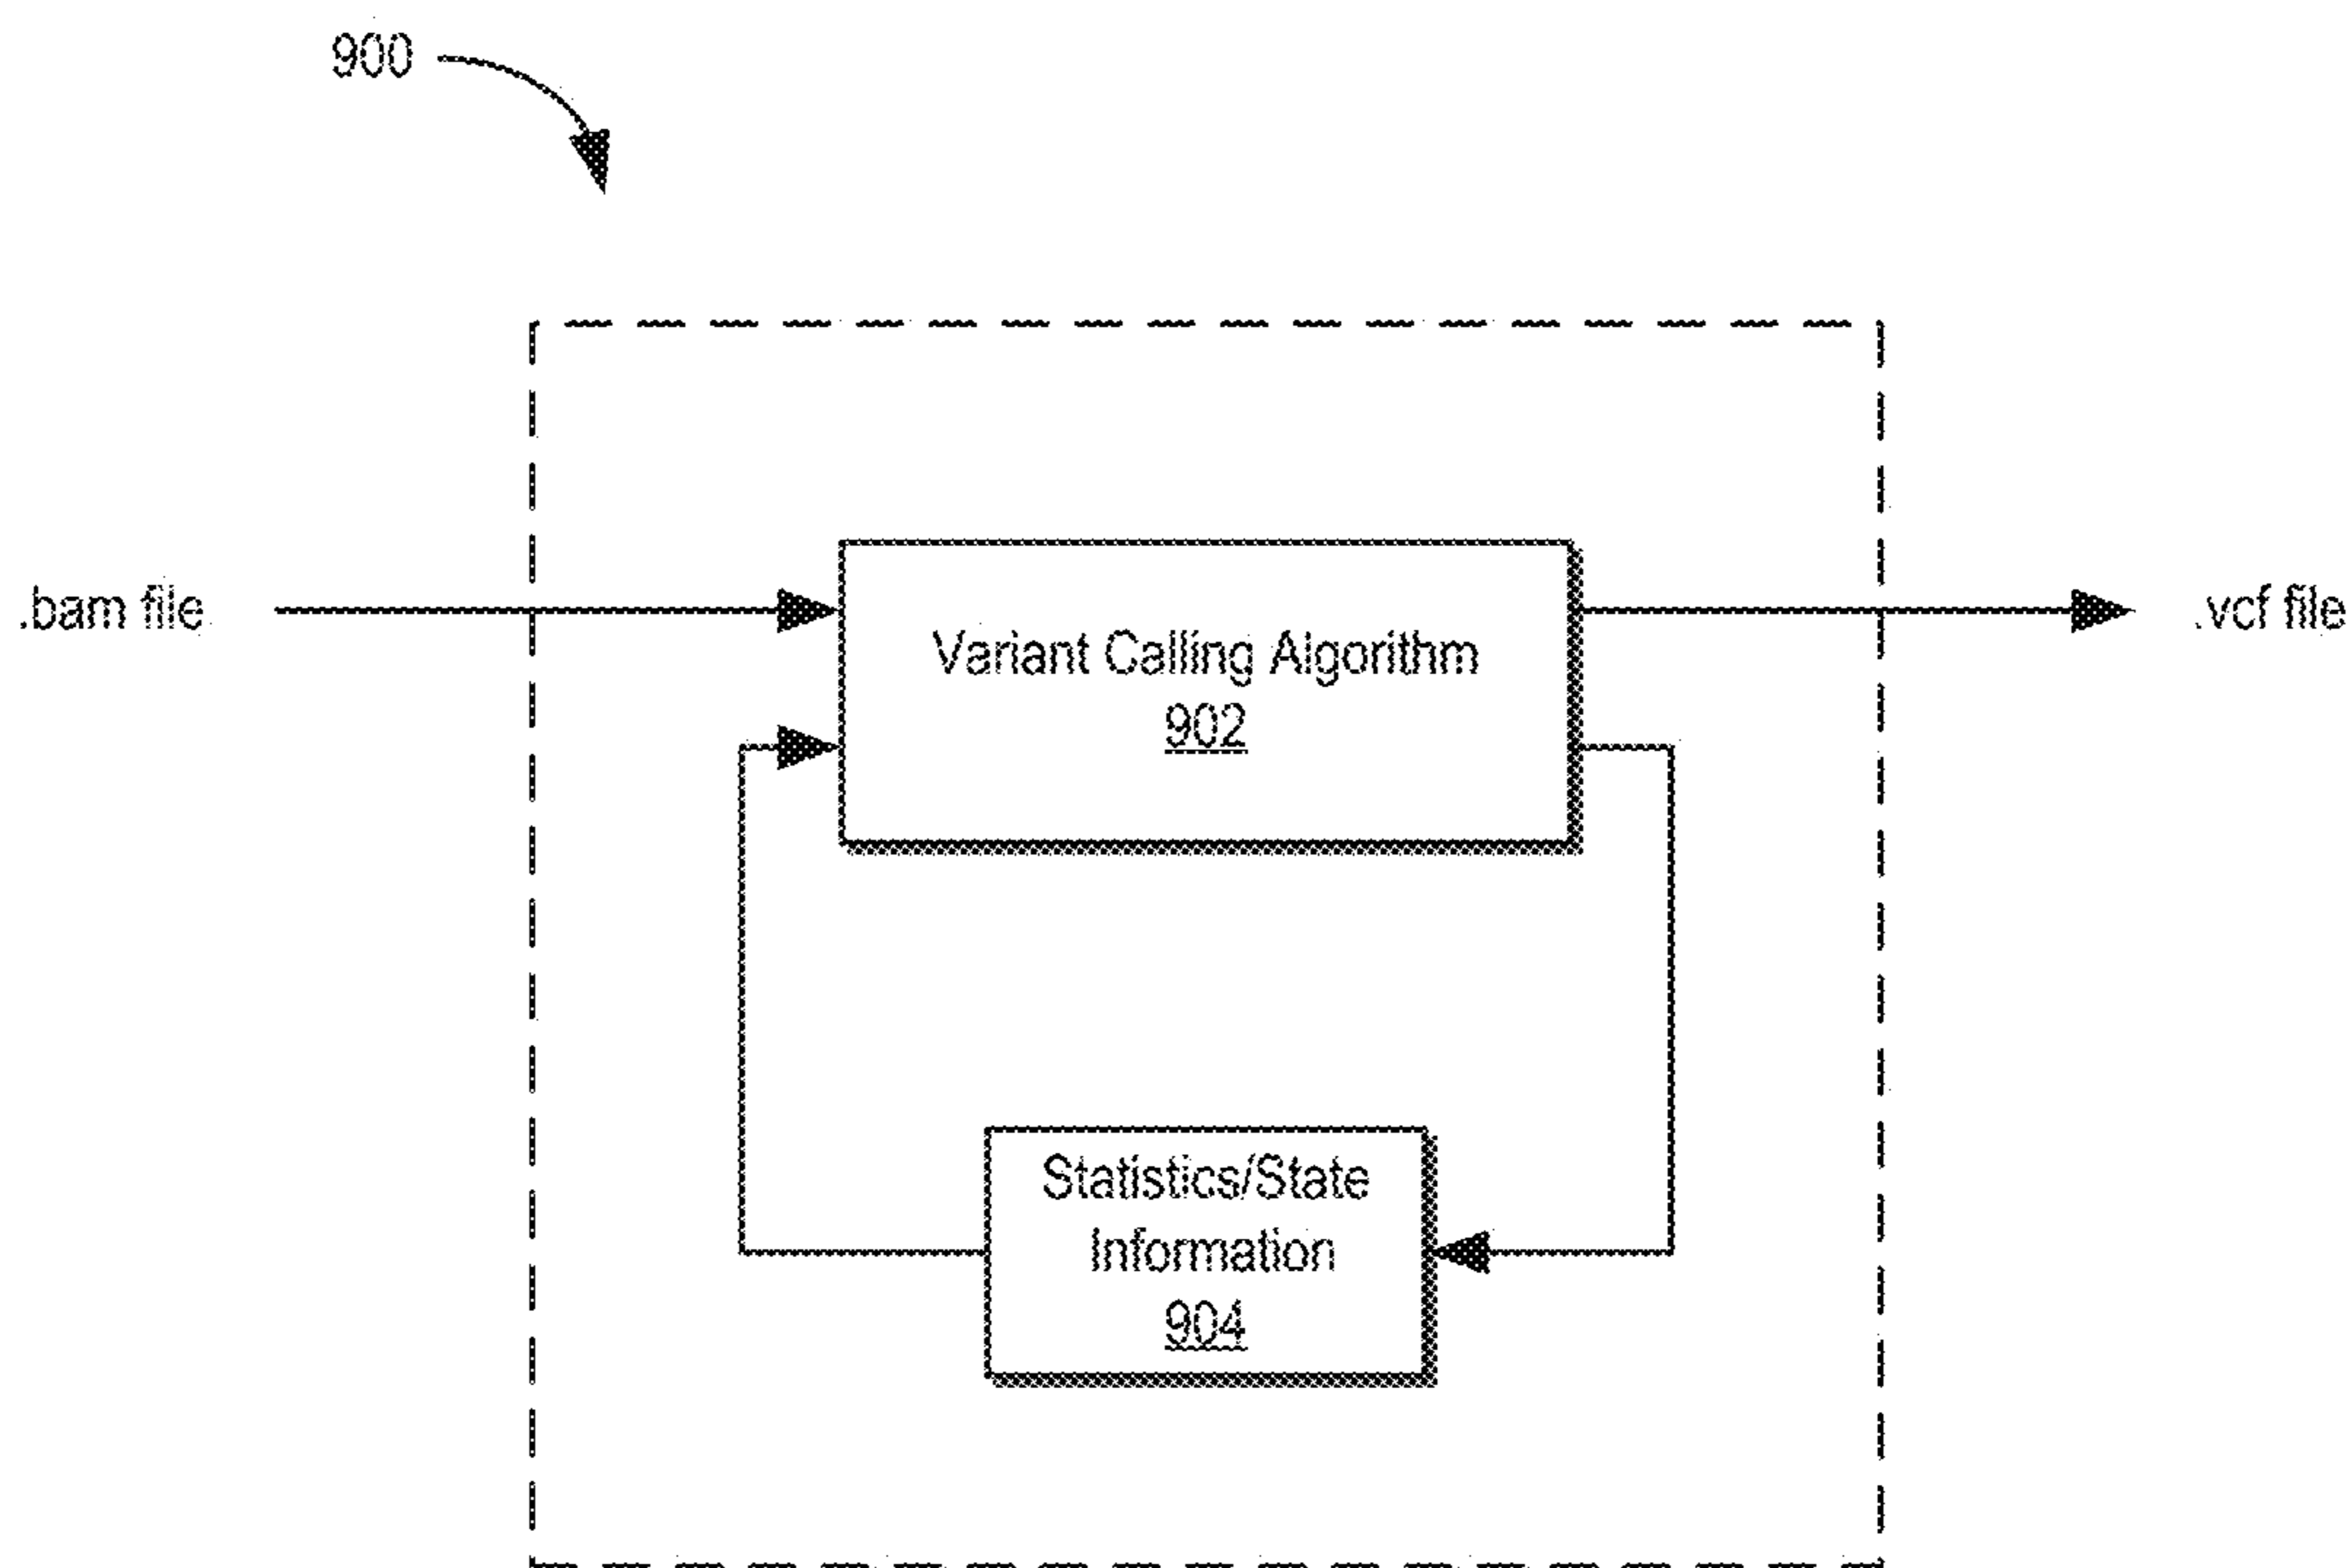 900
.bam file
.vcf file
Variant Calling Algorithm
902
Statistics/State
Information
904